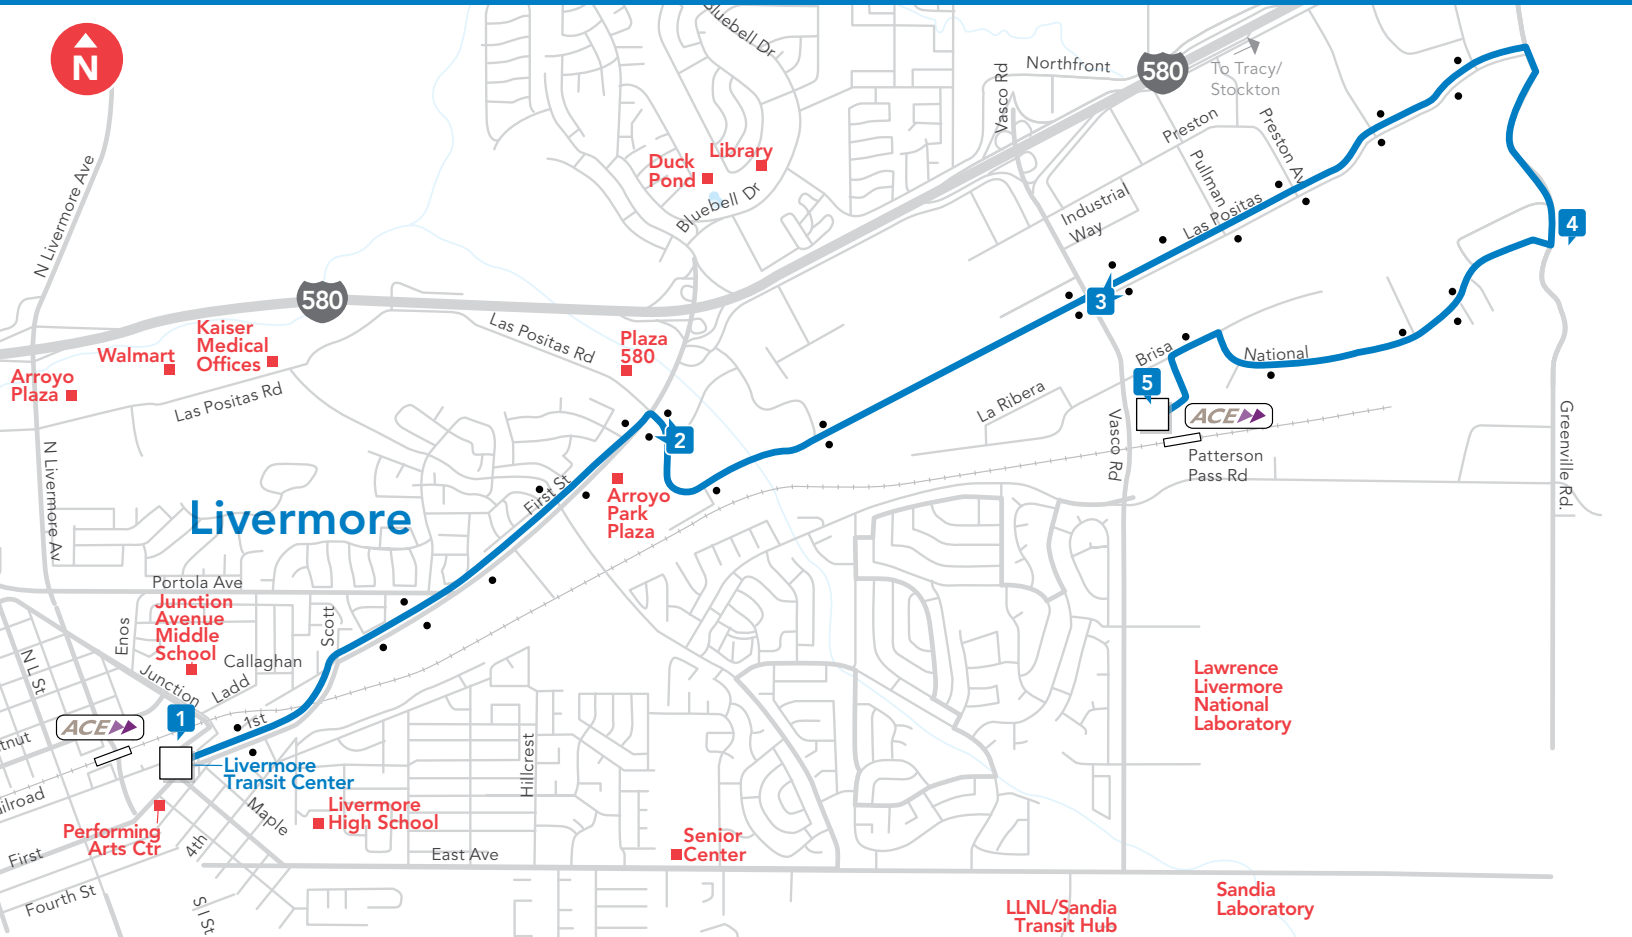 N
Bluebell Dr
Northfront
580
To Tracy/
Stockton
Vasco Rd
Preston
Preston Av
Pullman
Library
Duck
Pond
Bluebell Dr
Industrial
Way
Las Positas
N Livermore Ave
4
580
3
Las Positas Rd
Kaiser
Medical
Offices
Walmart
Arroyo
Plaza
Plaza
580
Brisa
National
5
ACE
La Ribera
Las Positas Rd
Vasco Rd
Greenville Rd.
Patterson
Pass Rd
2
N Livermore Av
First St
Arroyo
Park
Plaza
Livermore
Portola Ave
Junction
Avenue
Middle
School
Enos
Scott
Callaghan
Ladd
Junction
N L St
1
1st
ACE
tnut
Livermore
Transit Center
Hillcrest
Lawrence
Livermore
National
Laboratory
ilroad
Maple
Livermore
High School
Performing
Arts Ctr
4th
First
East Ave
Senior
Center
Fourth St
S I St
LLNL/Sandia
Transit Hub
Sandia
Laboratory